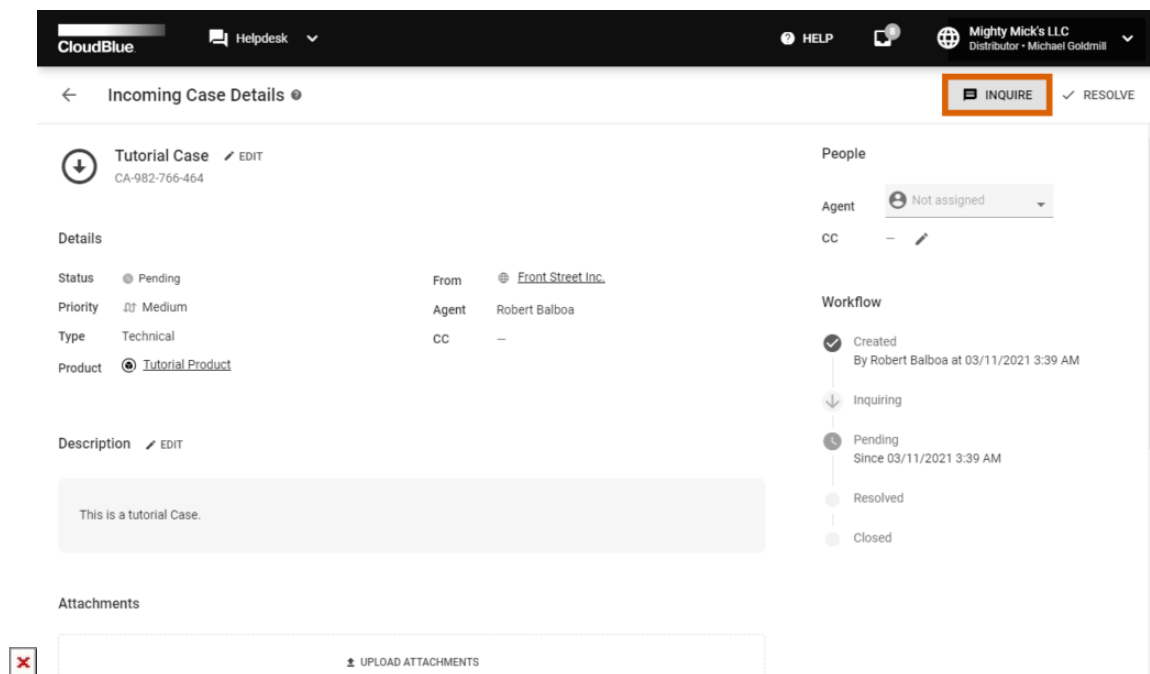 CloudBlue.
Helpdesk
HELP
8
Mighty Mick's LLC
Distributor • Michael Goldmill
Incoming Case Details
INQUIRE
RESOLVE
Tutorial Case EDIT
CA-982-766-464
People
Agent Not assigned
CC –
Details
Status Pending
From Front Street Inc.
Priority Medium
Agent Robert Balboa
Type Technical
CC –
Product Tutorial Product
Workflow
Created
By Robert Balboa at 03/11/2021 3:39 AM
Inquiring
Pending
Since 03/11/2021 3:39 AM
Resolved
Closed
Description EDIT
This is a tutorial Case.
Attachments
UPLOAD ATTACHMENTS